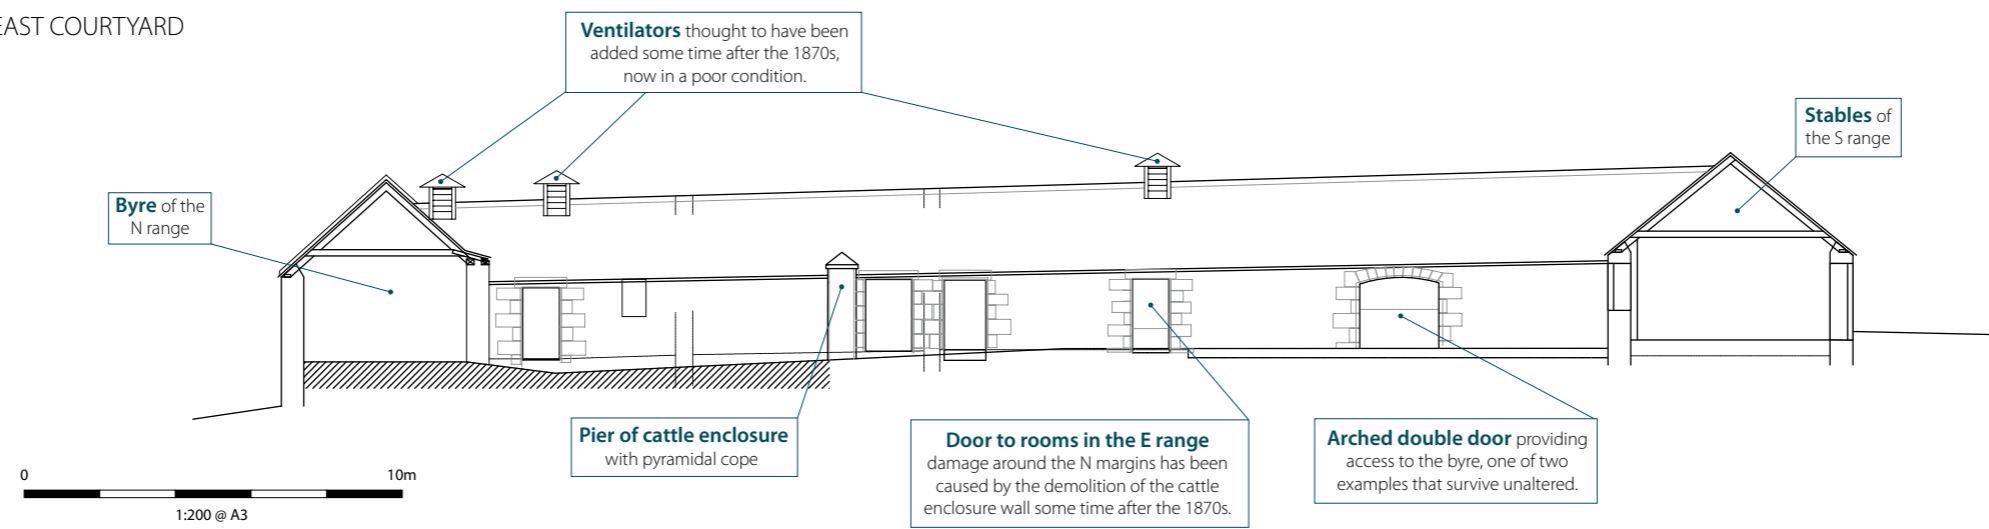 EAST COURTYARD
Ventilators thought to have been
added some time after the 1870s,
now in a poor condition.
Stables of
the S range
Byre of the
N range
Pier of cattle enclosure
with pyramidal cope
Door to rooms in the E range
damage around the N margins has been
caused by the demolition of the cattle
enclosure wall some time after the 1870s.
Arched double door providing
access to the byre, one of two
examples that survive unaltered.
0 10m
1:200 @ A3